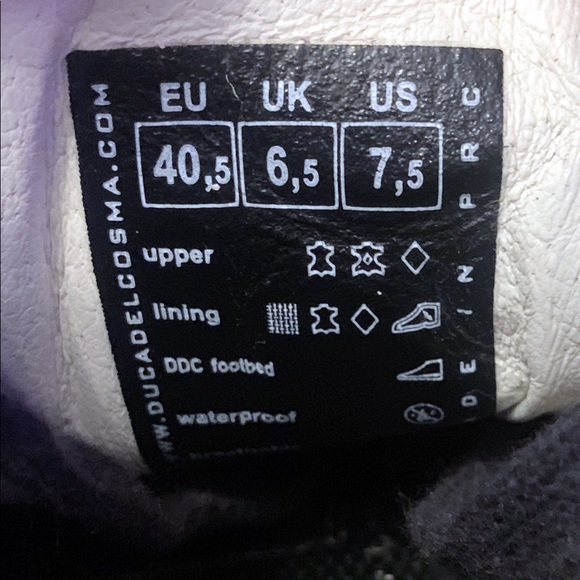 EU UK US
40,5 6,5 7,5
upper
lining
DDC footbed
waterproof
WWW.DUCADELCOSMA.COM
DE IN PRC